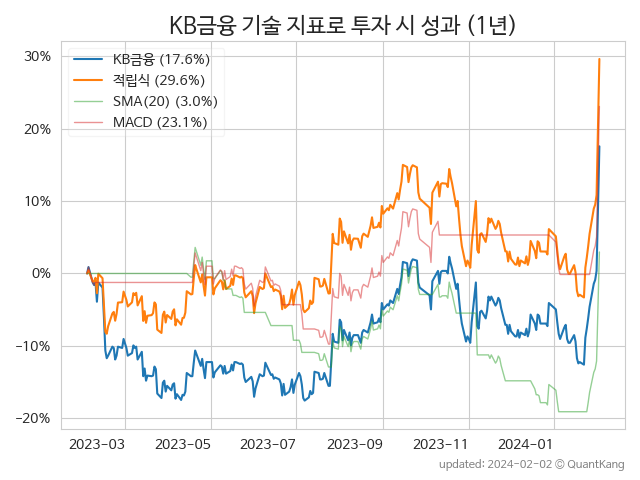 KB금융 기술 지표로 투자 시 성과 (1년)
KB금융 (17.6%)
적립식 (29.6%)
SMA(20) (3.0%)
MACD (23.1%)
30%
20%
10%
0%
−10%
−20%
2023-03 2023-05 2023-07 2023-09 2023-11 2024-01
updated: 2024-02-02 © QuantKang